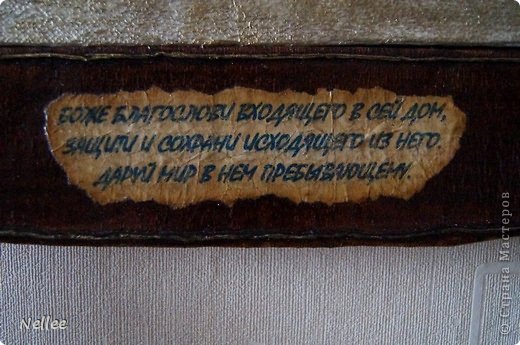 БОЖЕ БЛАГОСЛОВИ ВХОДЯЩЕГО В СЕЙ ДОМ,
ЗАЩИТИ И СОХРАНИ ИСХОДЯЩЕГО ИЗ НЕГО.
ДАРУЙ МИР В НЕМ ПРЕБЫВАЮЩЕМУ.
Nellee
© Страна Мастеров